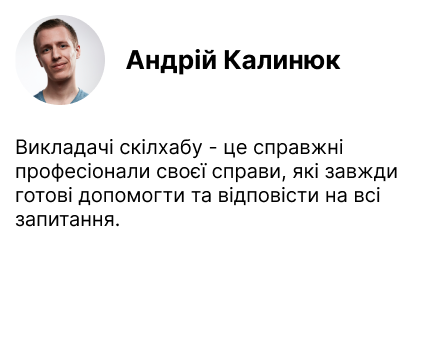 Андрій Калинюк
Викладачі скілхабу - це справжні
професіонали своєї справи, які завжди
готові допомогти та відповісти на всі
запитання.